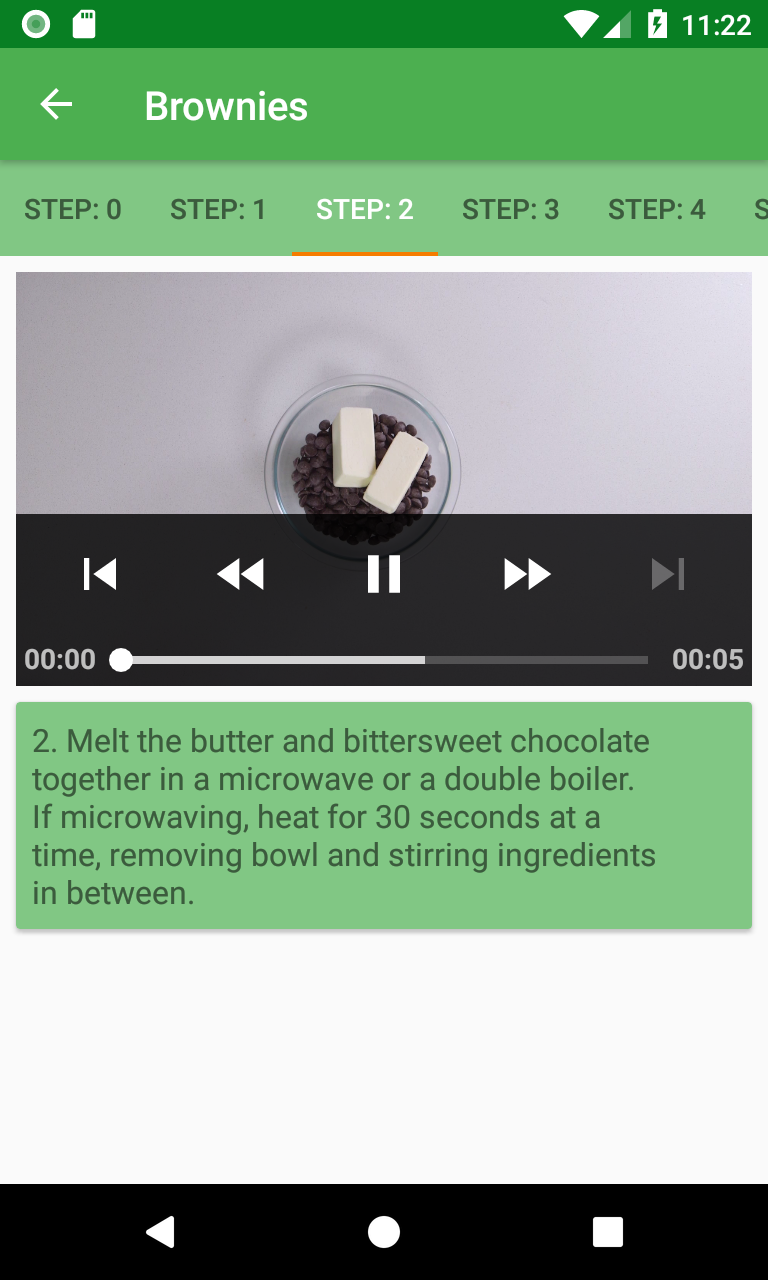 11:22
Brownies
STEP: 0 STEP: 1 STEP: 2 STEP: 3 STEP: 4 S
00:00 00:05
2. Melt the butter and bittersweet chocolate
together in a microwave or a double boiler.
If microwaving, heat for 30 seconds at a
time, removing bowl and stirring ingredients
in between.